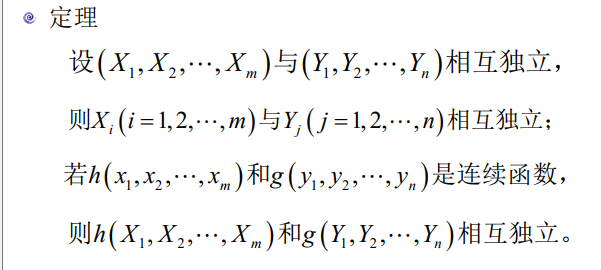 定理
设(X₁,X₂,⋯,Xₘ)与(Y₁,Y₂,⋯,Yₙ)相互独立，
则Xᵢ(i=1,2,⋯,m)与Yⱼ(j=1,2,⋯,n)相互独立；
若h(x₁,x₂,⋯,xₘ)和g(y₁,y₂,⋯,yₙ)是连续函数，
则h(X₁,X₂,⋯,Xₘ)和g(Y₁,Y₂,⋯,Yₙ)相互独立。